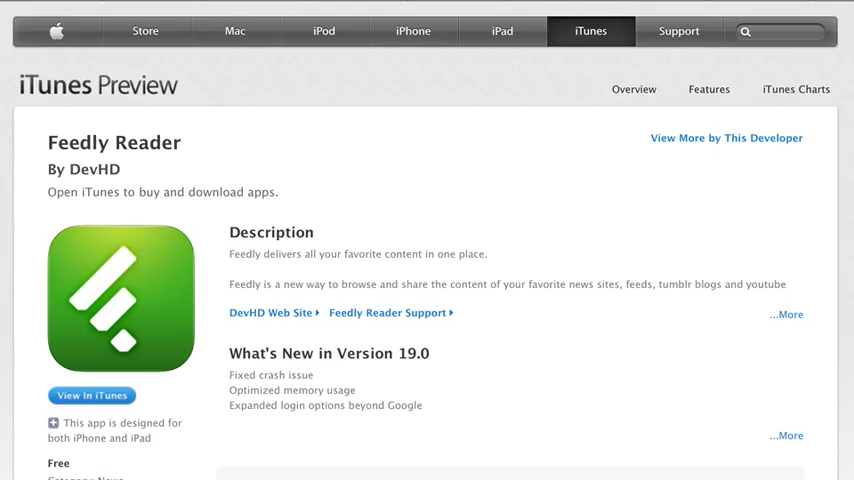 Store Mac iPod iPhone iPad iTunes Support
iTunes Preview
Overview Features iTunes Charts
Feedly Reader
View More by This Developer
By DevHD
Open iTunes to buy and download apps.
Description
Feedly delivers all your favorite content in one place.
Feedly is a new way to browse and share the content of your favorite news sites, feeds, tumblr blogs and youtube
DevHD Web Site Feedly Reader Support
...More
What's New in Version 19.0
Fixed crash issue
Optimized memory usage
Expanded login options beyond Google
...More
View In iTunes
This app is designed for
both iPhone and iPad
Free
Category: News